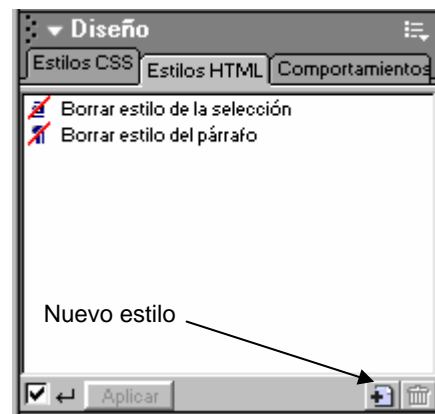 Diseño
Estilos CSS Estilos HTML Comportamientos
Borrar estilo de la selección
Borrar estilo del párrafo
Nuevo estilo
Aplicar